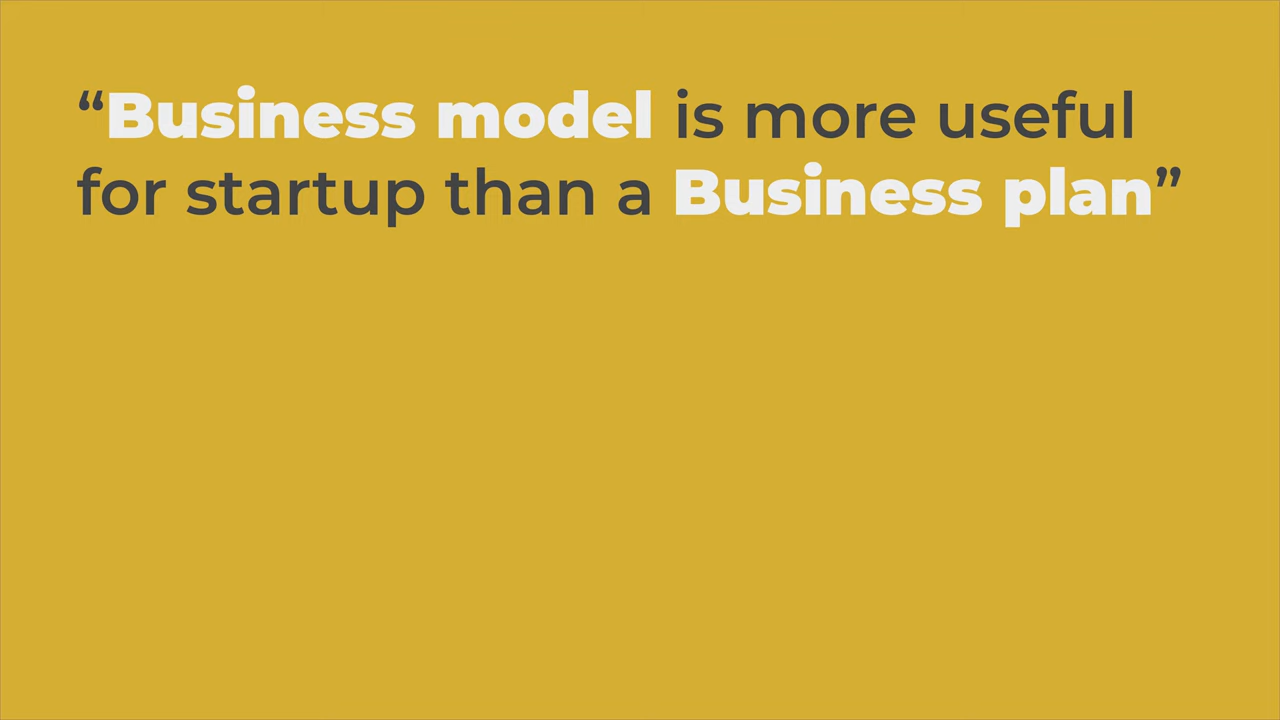 “Business model is more useful
for startup than a Business plan”